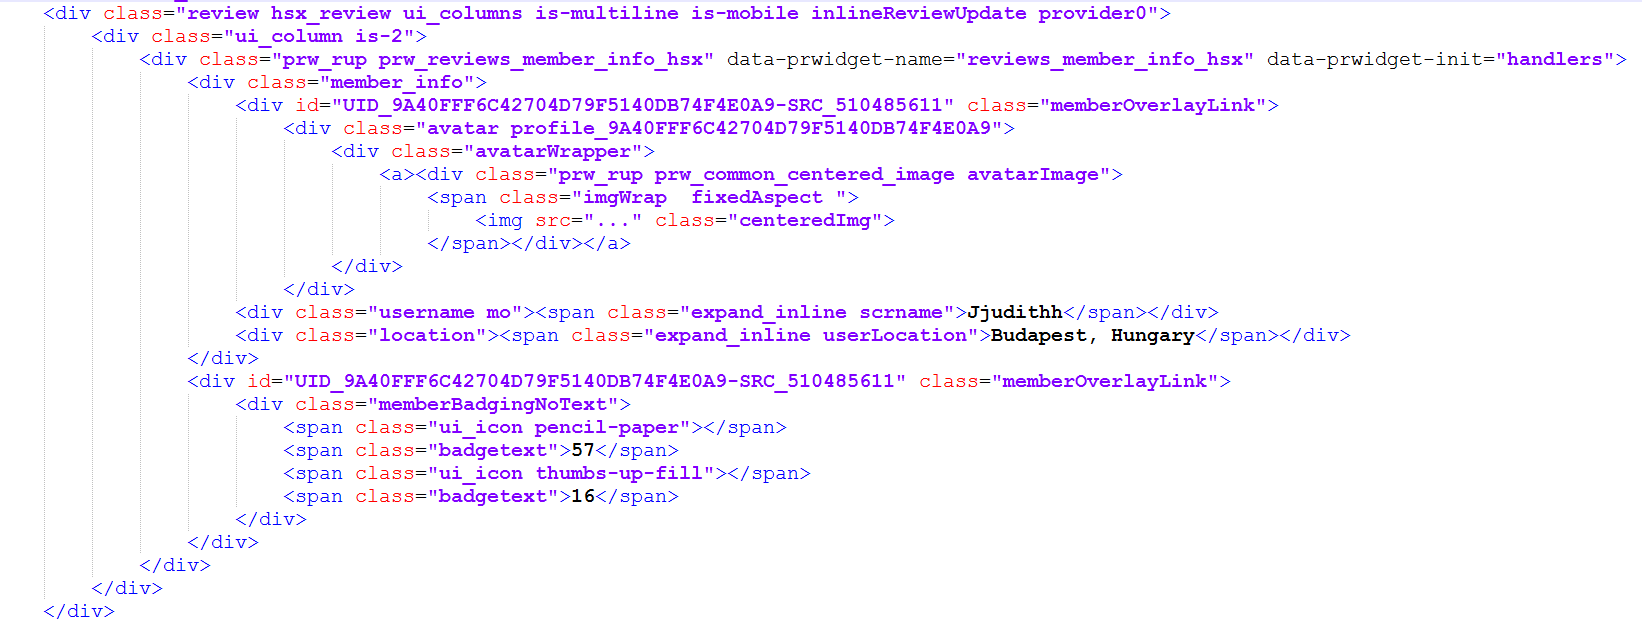 <div class="review hsx_review ui_columns is-multiline is-mobile inlineReviewUpdate provider0">
<div class="ui_column is-2">
<div class="prw_rup prw_reviews_member_info_hsx" data-prwidget-name="reviews_member_info_hsx" data-prwidget-init="handlers">
<div class="member_info">
<div id="UID_9A40FFF6C42704D79F5140DB74F4E0A9-SRC_510485611" class="memberOverlayLink">
<div class="avatar profile_9A40FFF6C42704D79F5140DB74F4E0A9">
<div class="avatarWrapper">
<a><div class="prw_rup prw_common_centered_image avatarImage">
<span class="imgWrap  fixedAspect ">
<img src="..." class="centeredImg">
</span></div></a>
</div>
</div>
<div class="username mo"><span class="expand_inline scrname">Jjudithh</span></div>
<div class="location"><span class="expand_inline userLocation">Budapest, Hungary</span></div>
</div>
<div id="UID_9A40FFF6C42704D79F5140DB74F4E0A9-SRC_510485611" class="memberOverlayLink">
<div class="memberBadgingNoText">
<span class="ui_icon pencil-paper"></span>
<span class="badgetext">57</span>
<span class="ui_icon thumbs-up-fill"></span>
<span class="badgetext">16</span>
</div>
</div>
</div>
</div>
</div>